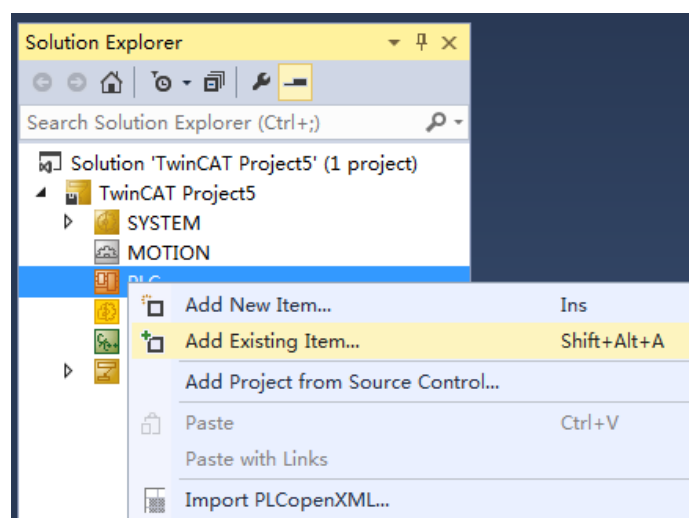 Solution Explorer
Search Solution Explorer (Ctrl+;)
Solution 'TwinCAT Project5' (1 project)
TwinCAT Project5
SYSTEM
MOTION
PLC
Add New Item... Ins
Add Existing Item... Shift+Alt+A
Add Project from Source Control...
Paste Ctrl+V
Paste with Links
Import PLCopenXML...